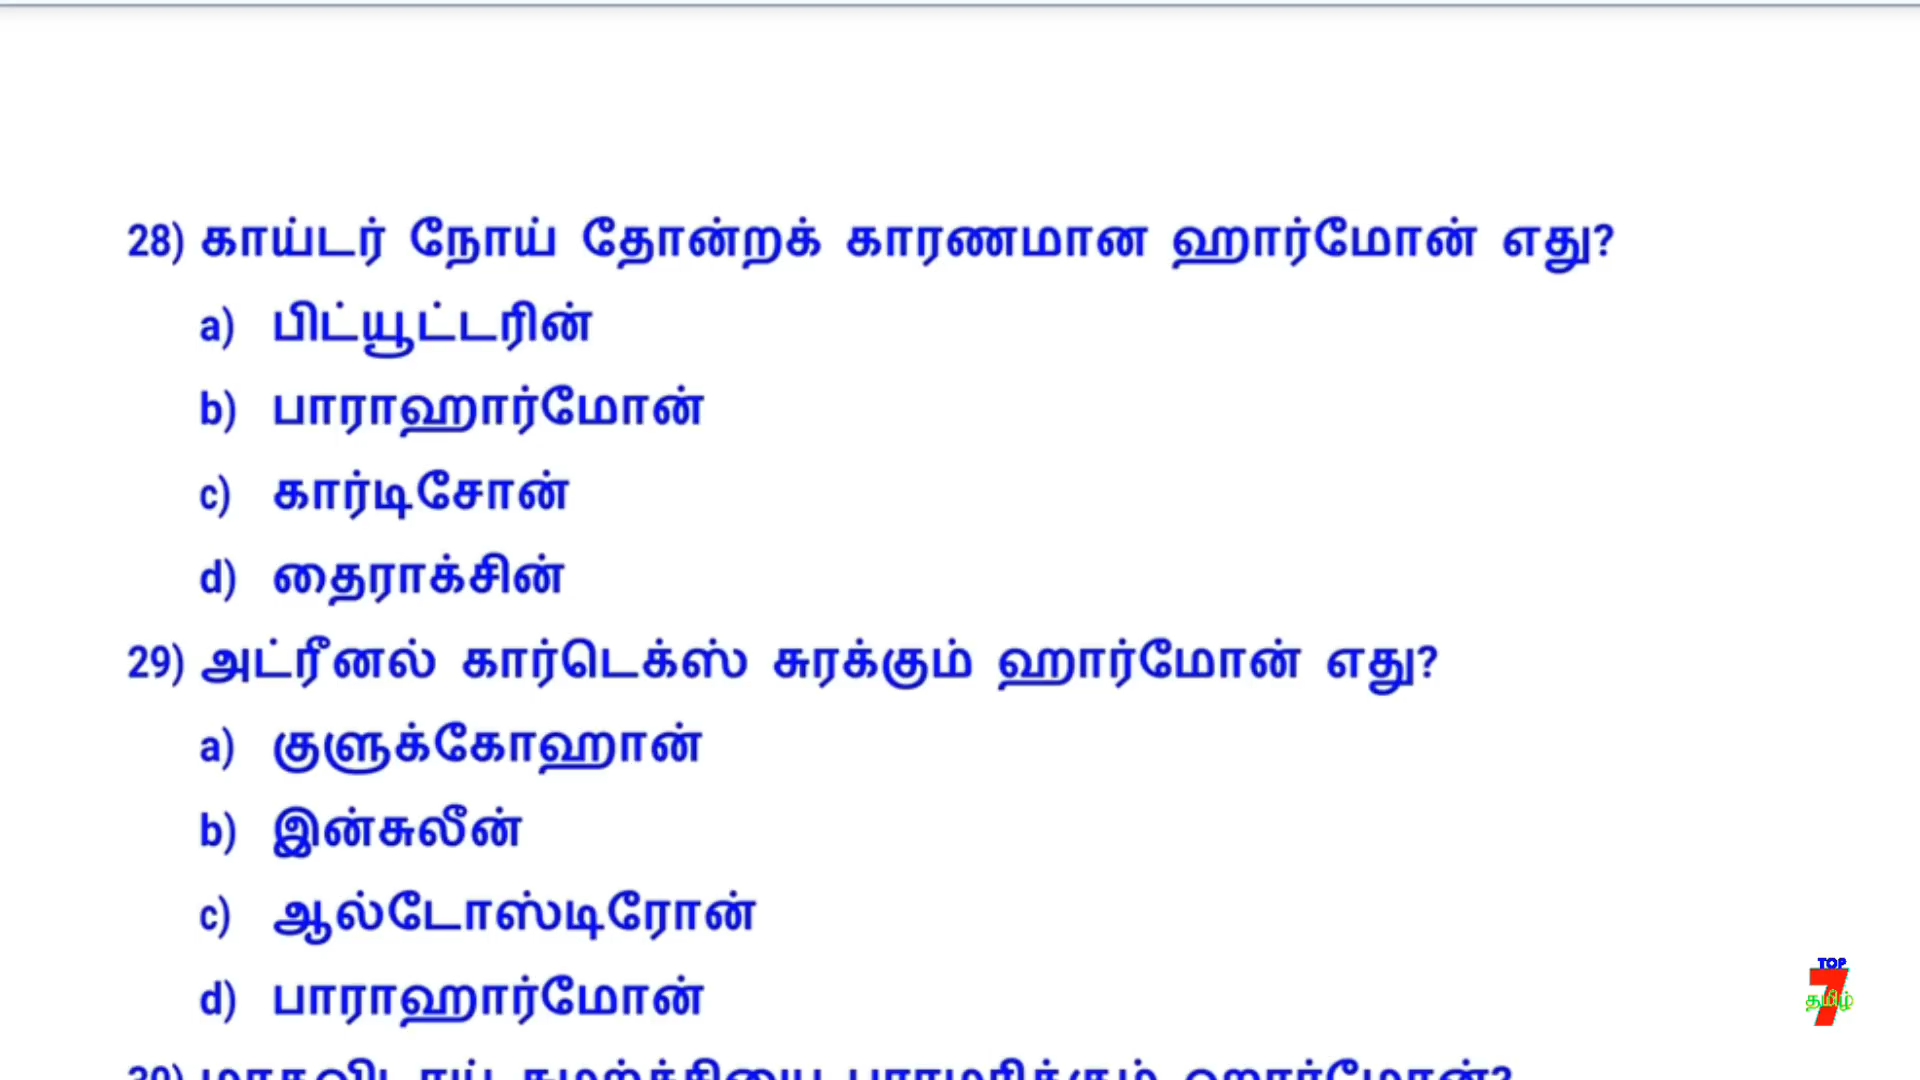 28) காய்டர் நோய் தோன்றக் காரணமான ஹார்மோன் எது?
a) பிட்யூட்டரின்
b) பாராஹார்மோன்
c) கார்டிசோன்
d) தைராக்சின்
29) அட்ரீனல் கார்டெக்ஸ் சுரக்கும் ஹார்மோன் எது?
a) குளுக்கோஹான்
b) இன்சுலீன்
c) ஆல்டோஸ்டிரோன்
d) பாராஹார்மோன்
TOP
7
தமிழ்